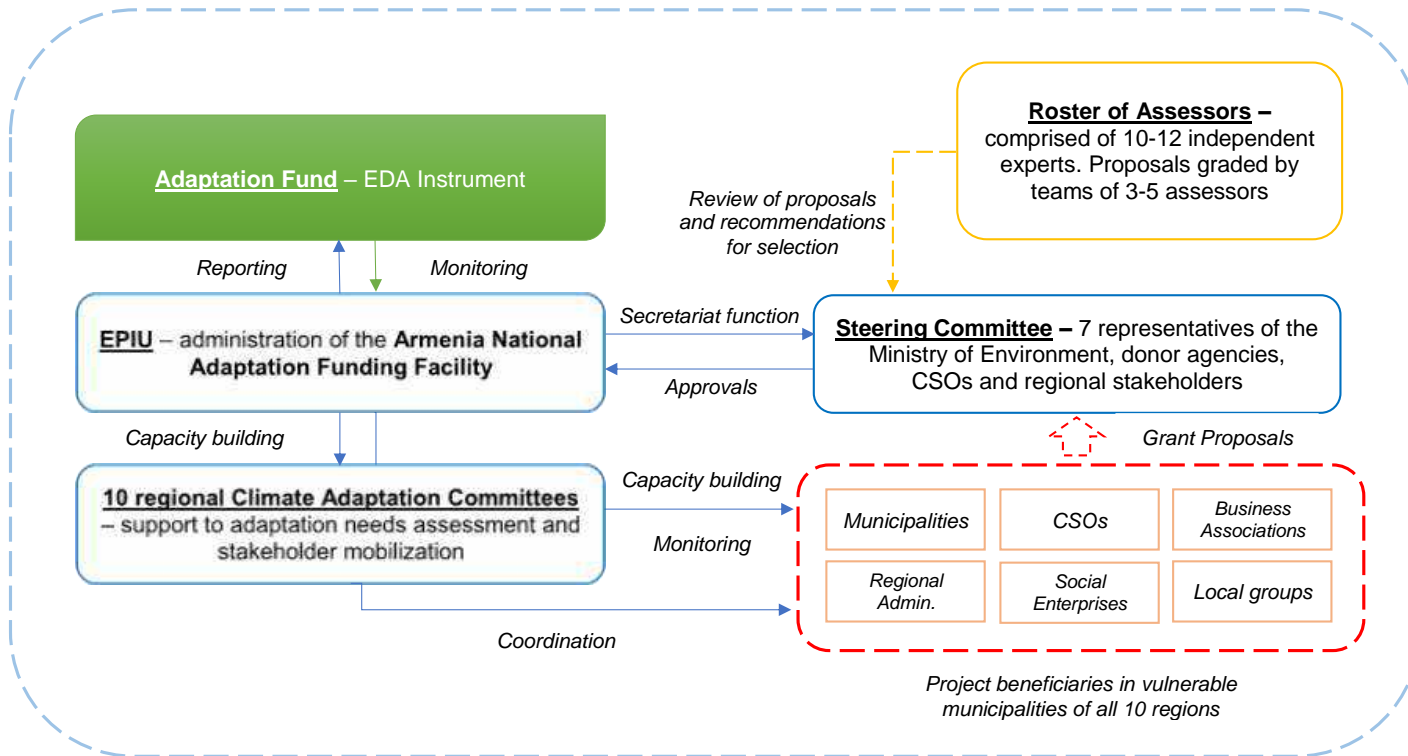 Adaptation Fund – EDA Instrument
Roster of Assessors –
comprised of 10-12 independent
experts. Proposals graded by
teams of 3-5 assessors
Review of proposals
and recommendations
for selection
Reporting
Monitoring
EPIU – administration of the Armenia National
Adaptation Funding Facility
Secretariat function
Approvals
Steering Committee – 7 representatives of the
Ministry of Environment, donor agencies,
CSOs and regional stakeholders
Capacity building
Grant Proposals
10 regional Climate Adaptation Committees
– support to adaptation needs assessment and
stakeholder mobilization
Capacity building
Monitoring
Municipalities
CSOs
Business
Associations
Regional
Admin.
Social
Enterprises
Local groups
Coordination
Project beneficiaries in vulnerable
municipalities of all 10 regions